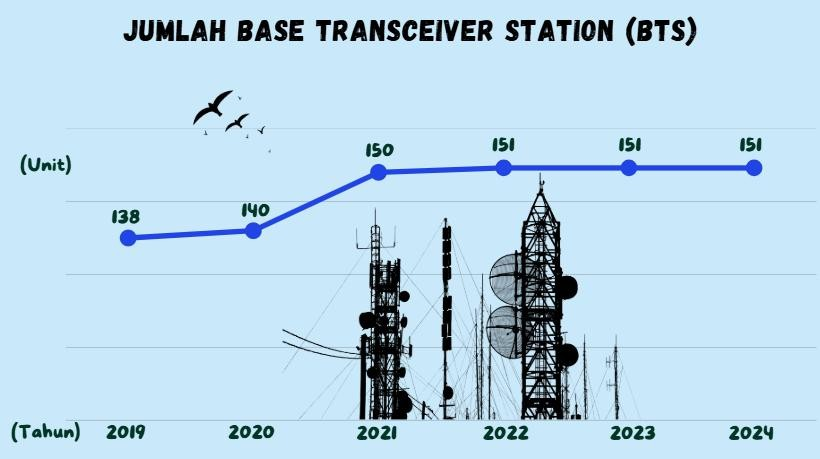 JUMLAH BASE TRANSCEIVER STATION (BTS)
(Unit)
138
140
150
151
151
151
(Tahun) 2019 2020 2021 2022 2023 2024